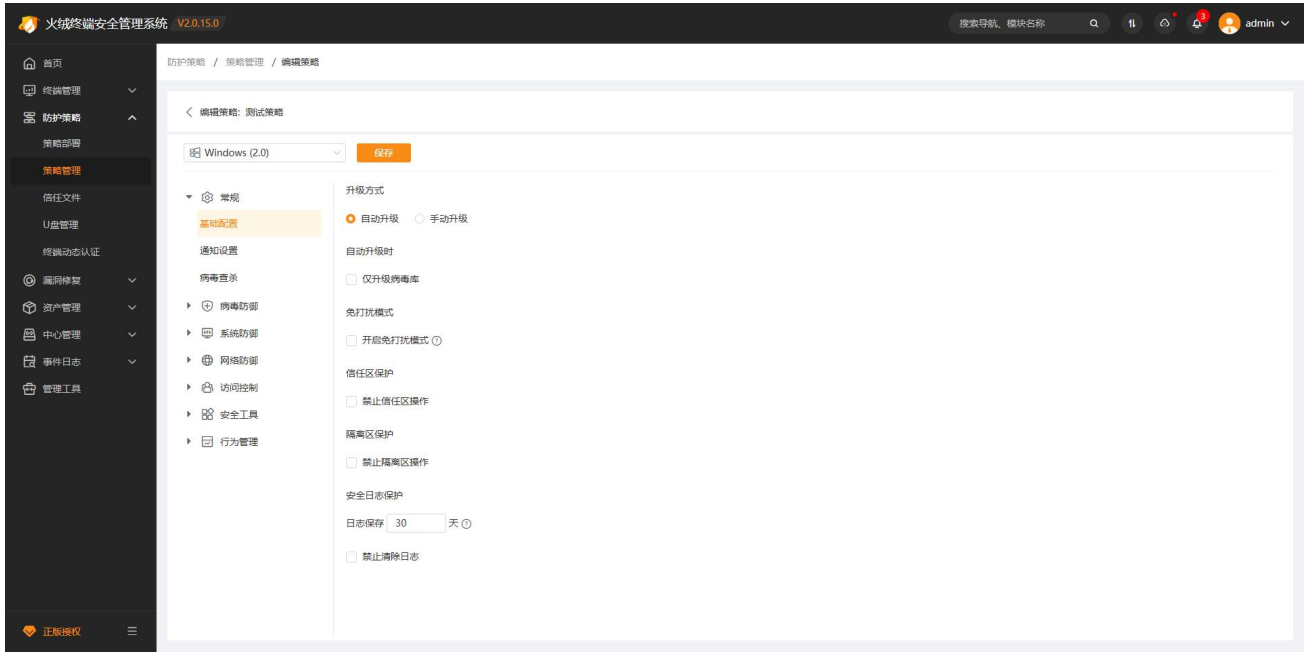 火绒终端安全管理系统 V2.0.15.0
搜索导航、模块名称
3
admin
首页
终端管理
防护策略
策略部署
策略管理
信任文件
U盘管理
终端动态认证
漏洞修复
资产管理
中心管理
事件日志
管理工具
正版授权
防护策略 / 策略管理 / 编辑策略
编辑策略: 测试策略
Windows (2.0)
保存
常规
基础配置
通知设置
病毒查杀
病毒防御
系统防御
网络防御
访问控制
安全工具
行为管理
升级方式
自动升级 手动升级
自动升级时
仅升级病毒库
免打扰模式
开启免打扰模式
信任区保护
禁止信任区操作
隔离区保护
禁止隔离区操作
安全日志保护
日志保存 30 天
禁止清除日志